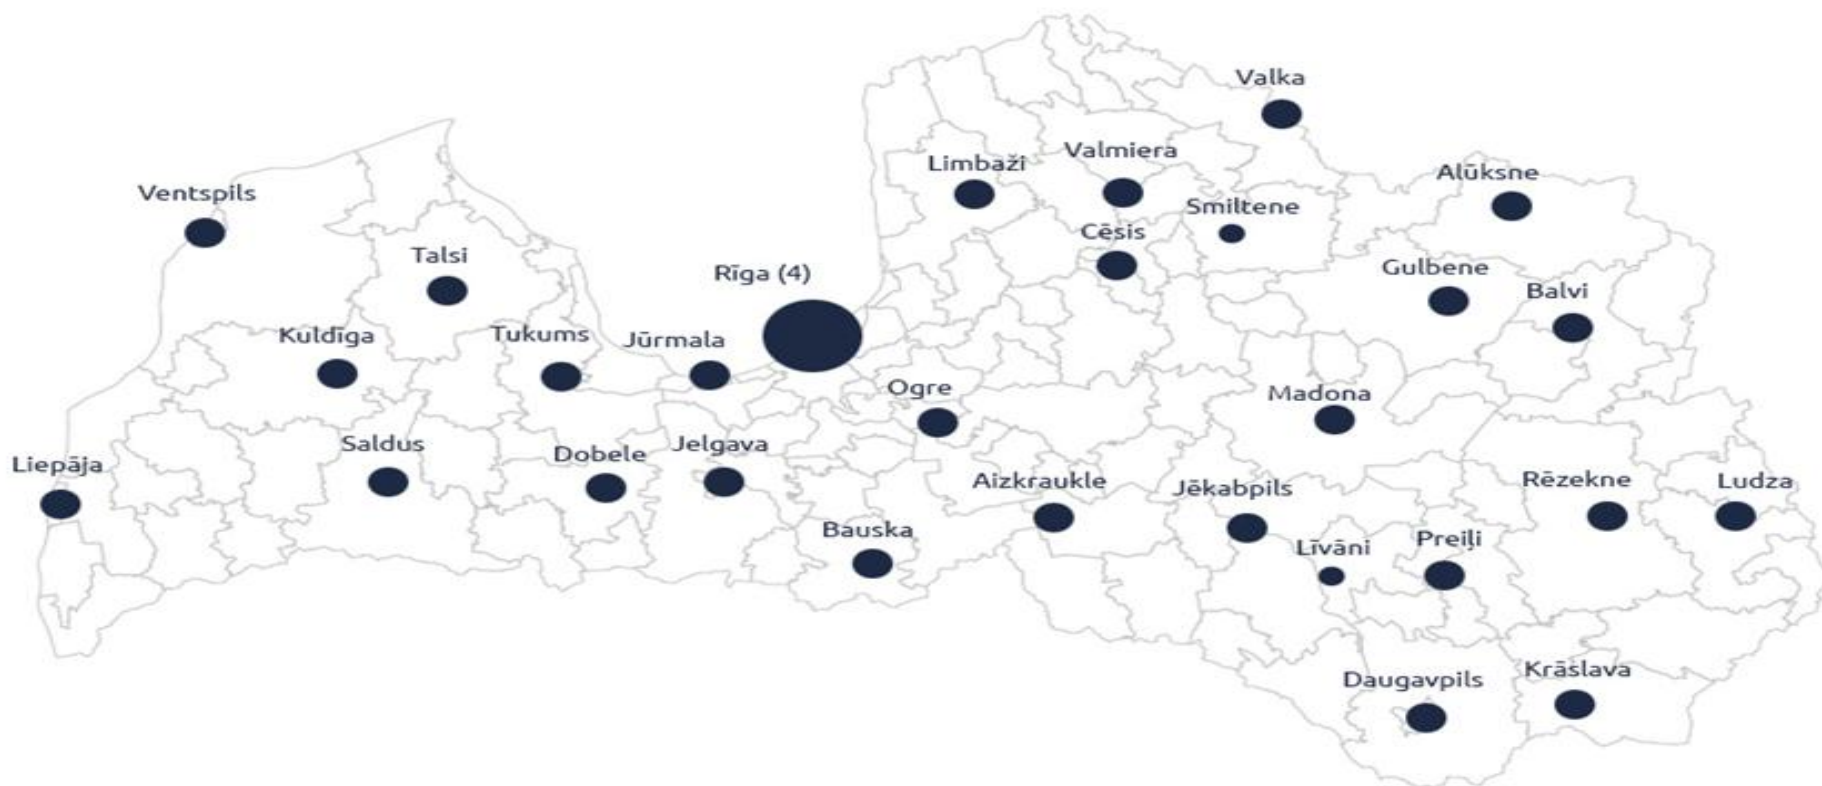 Valka
Valmiera
Limbaži
Alūksne
Ventspils
Smiltene
Cēsis
Talsi
Gulbene
Rīga (4)
Balvi
Kuldīga
Tukums
Jūrmala
Ogre
Madona
Saldus
Jelgava
Dobele
Liepāja
Aizkraukle
Jēkabpils
Rēzekne
Ludza
Bauska
Līvāni
Preiļi
Daugavpils
Krāslava